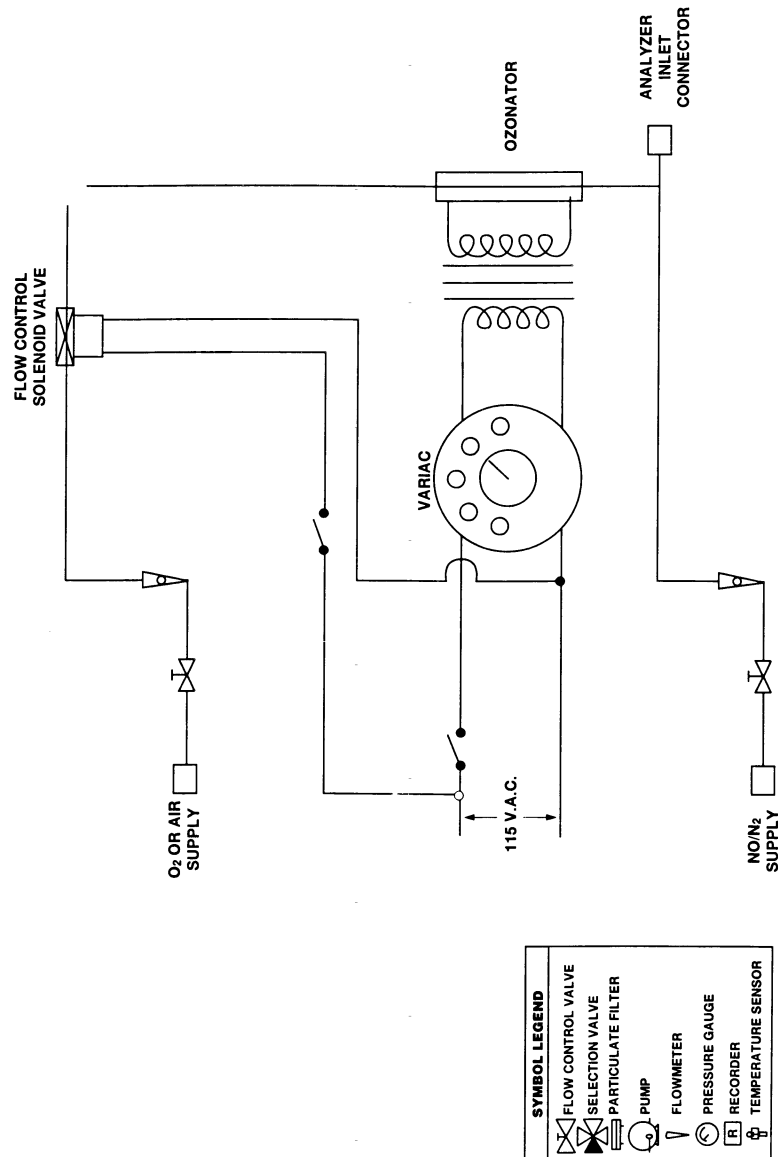 FLOW CONTROL
SOLENOID VALVE
O₂ OR AIR
SUPPLY
VARIAC
OZONATOR
115 V.A.C.
ANALYZER
INLET
CONNECTOR
NO/N₂
SUPPLY
SYMBOL LEGEND
FLOW CONTROL VALVE
SELECTION VALVE
PARTICULATE FILTER
PUMP
FLOWMETER
PRESSURE GAUGE
R RECORDER
TEMPERATURE SENSOR